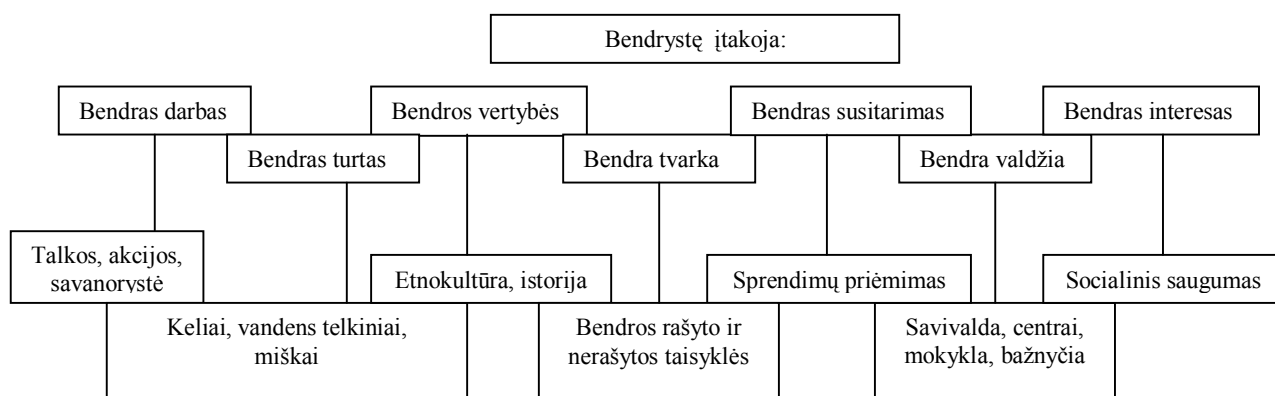 Bendrystę įtakoja:
Bendras darbas
Bendros vertybės
Bendras susitarimas
Bendras interesas
Bendras turtas
Bendra tvarka
Bendra valdžia
Talkos, akcijos,
savanorystė
Etnokultūra, istorija
Sprendimų priėmimas
Socialinis saugumas
Keliai, vandens telkiniai,
miškai
Bendros rašyto ir
nerašytos taisyklės
Savivalda, centrai,
mokykla, bažnyčia